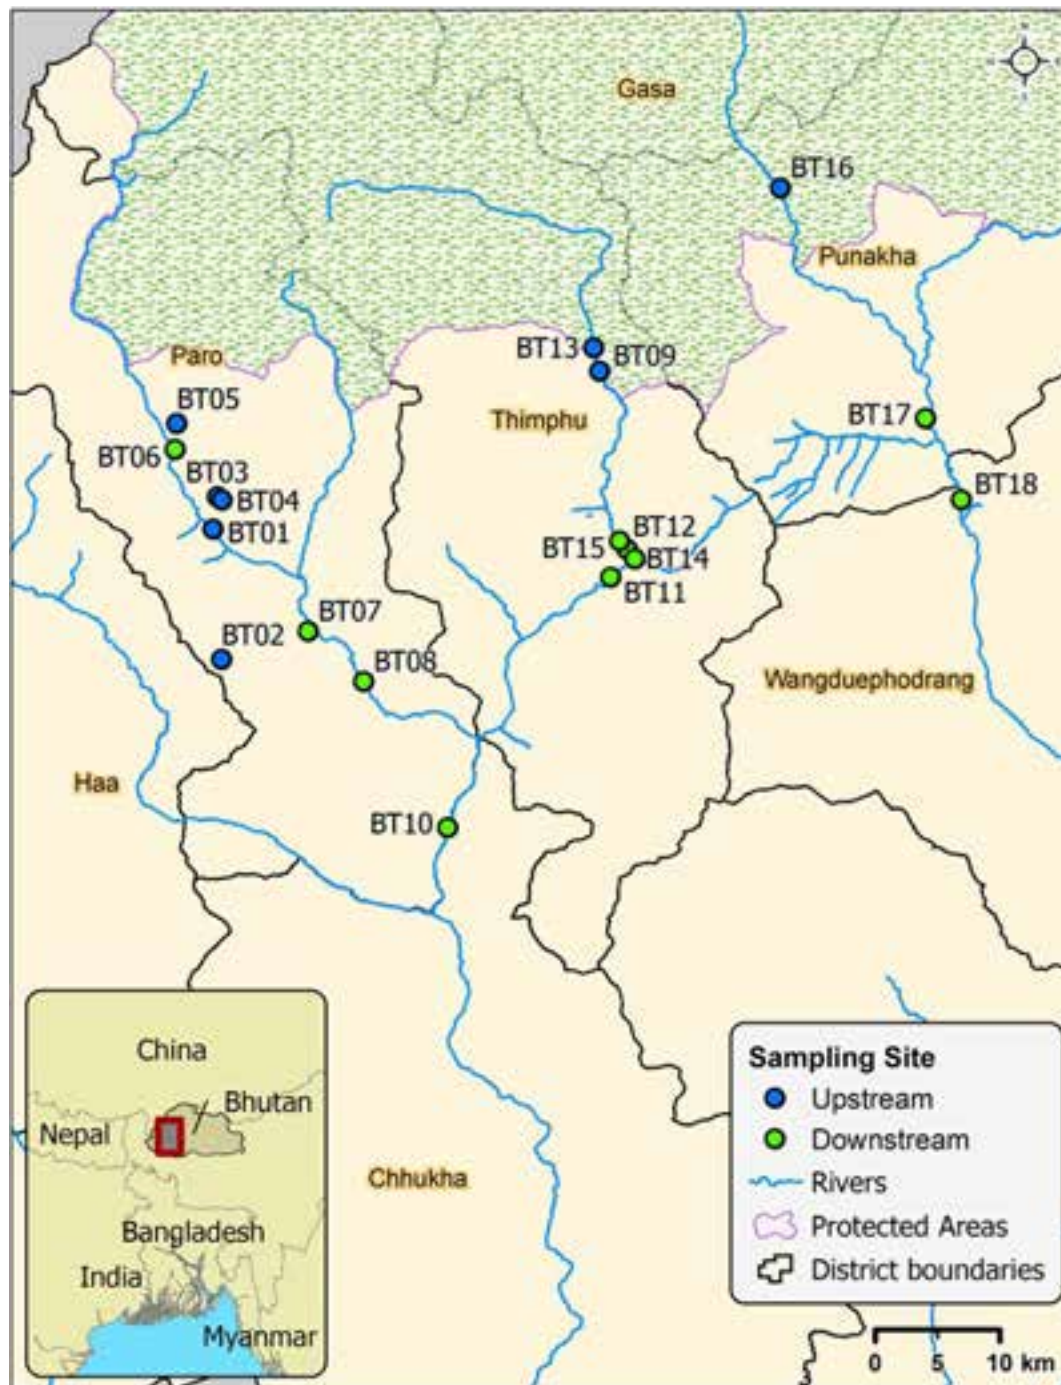 Gasa
BT16
Punakha
BT13
BT09
Paro
BT05
Thimphu
BT17
BT06
BT03
BT04
BT18
BT01
BT12
BT15
BT14
BT11
BT07
BT02
BT08
Wangduephodrang
Haa
BT10
Chhukha
China
Bhutan
Nepal
Bangladesh
India
Myanmar
Sampling Site
Upstream
Downstream
Rivers
Protected Areas
District boundaries
0 5 10 km